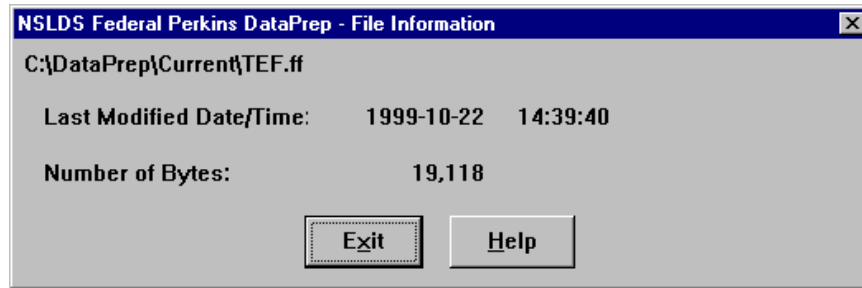 NSLDS Federal Perkins DataPrep - File Information
C:\DataPrep\Current\TEF.ff
Last Modified Date/Time: 1999-10-22 14:39:40
Number of Bytes: 19,118
Exit Help